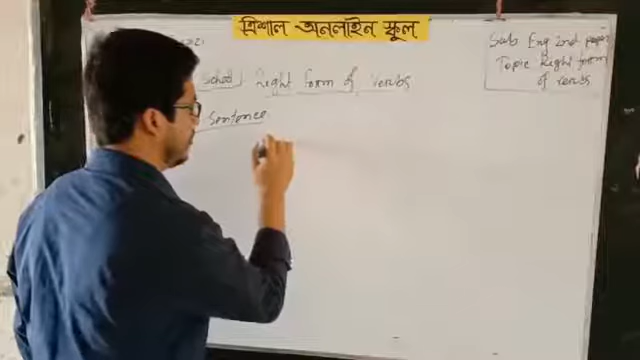 ত্রিশাল অনলাইন স্কুল
Sub Eng 2nd paper
Topic Right form
of verbs
School Right form of verbs
Sentence